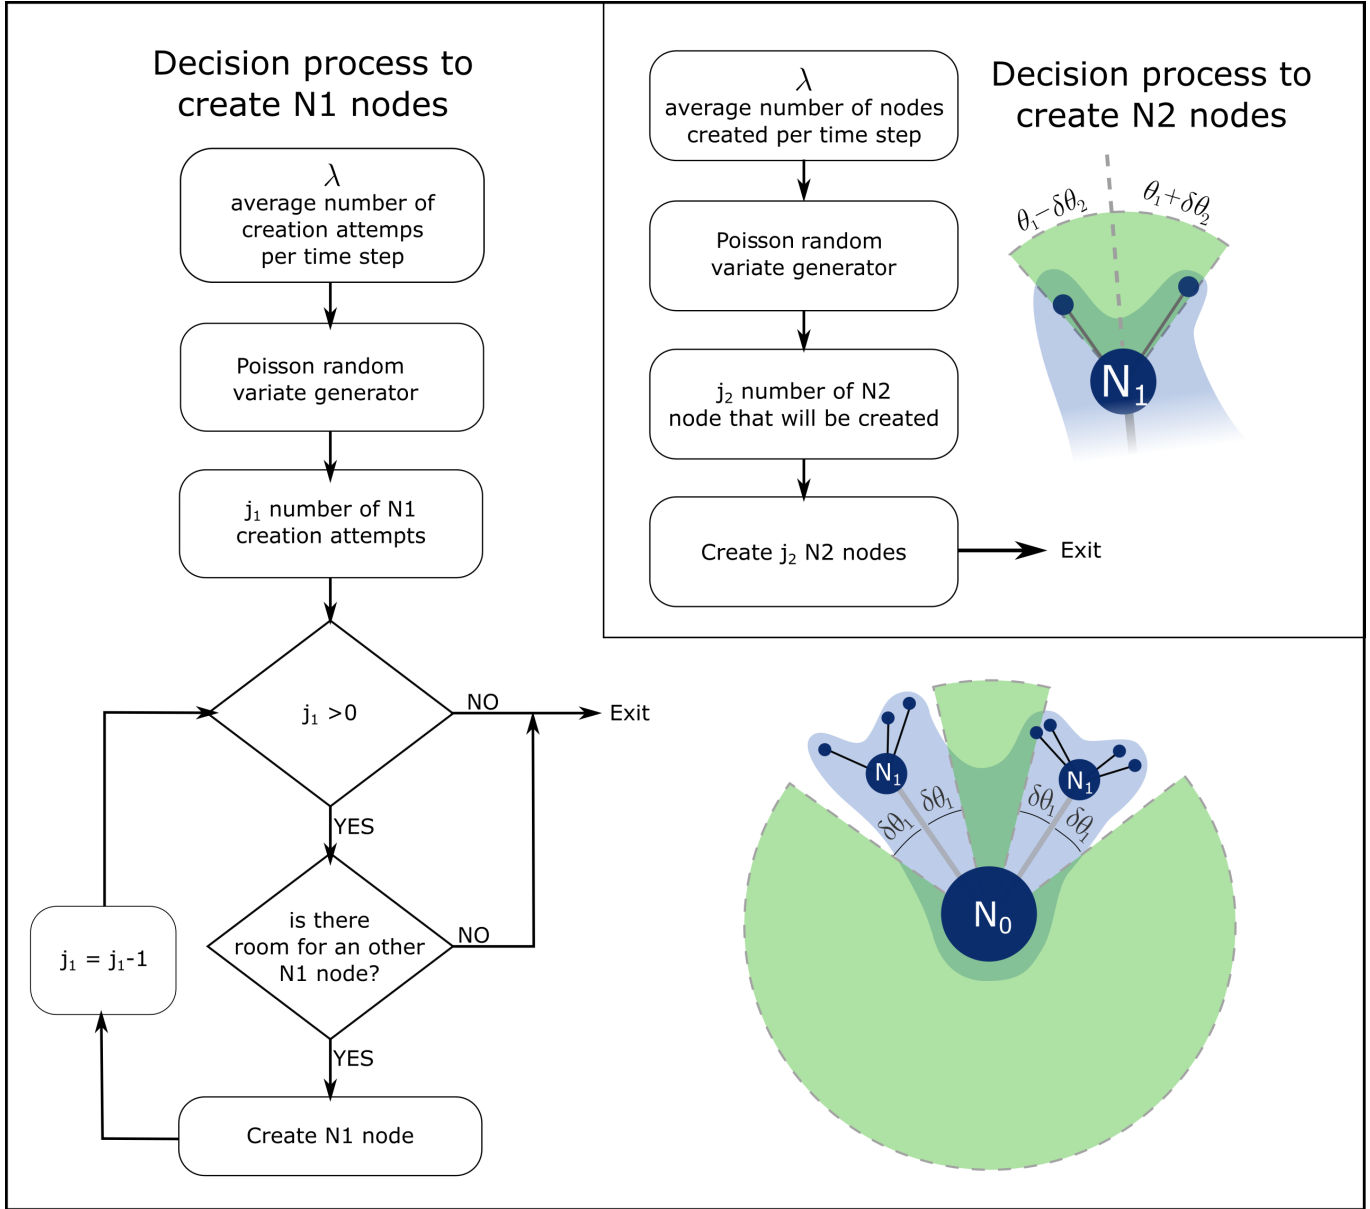 Decision process to
create N1 nodes
λ
average number of
creation attemps
per time step
Poisson random
variate generator
j₁ number of N1
creation attempts
j₁ >0
NO
Exit
YES
is there
room for an other
N1 node?
NO
YES
j₁ = j₁-1
Create N1 node
λ
average number of nodes
created per time step
Poisson random
variate generator
j₂ number of N2
node that will be created
Create j₂ N2 nodes
Exit
Decision process to
create N2 nodes
θ₁−δθ₂
θ₁+δθ₂
N₁
N₁
N₁
δθ₁
δθ₁
δθ₁
δθ₁
N₀